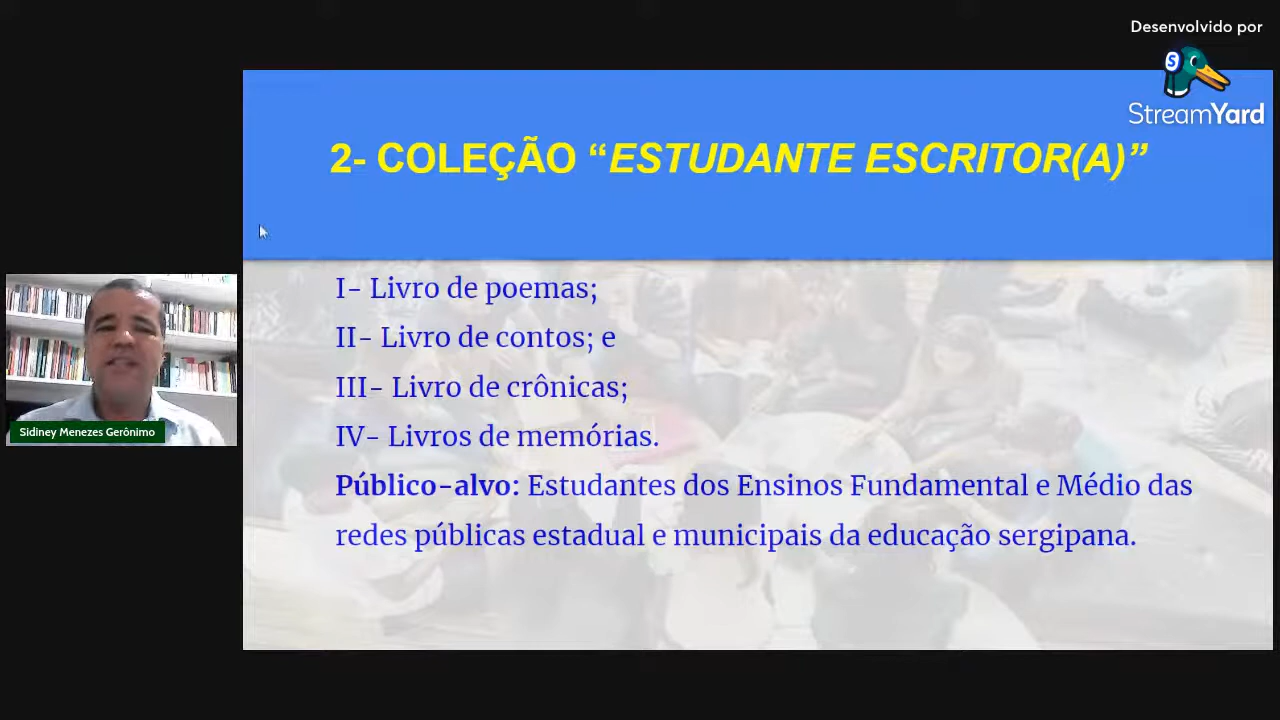 Desenvolvido por
StreamYard
2- COLEÇÃO “ESTUDANTE ESCRITOR(A)”
I- Livro de poemas;
II- Livro de contos; e
III- Livro de crônicas;
IV- Livros de memórias.
Público-alvo: Estudantes dos Ensinos Fundamental e Médio das
redes públicas estadual e municipais da educação sergipana.
Sidiney Menezes Gerônimo